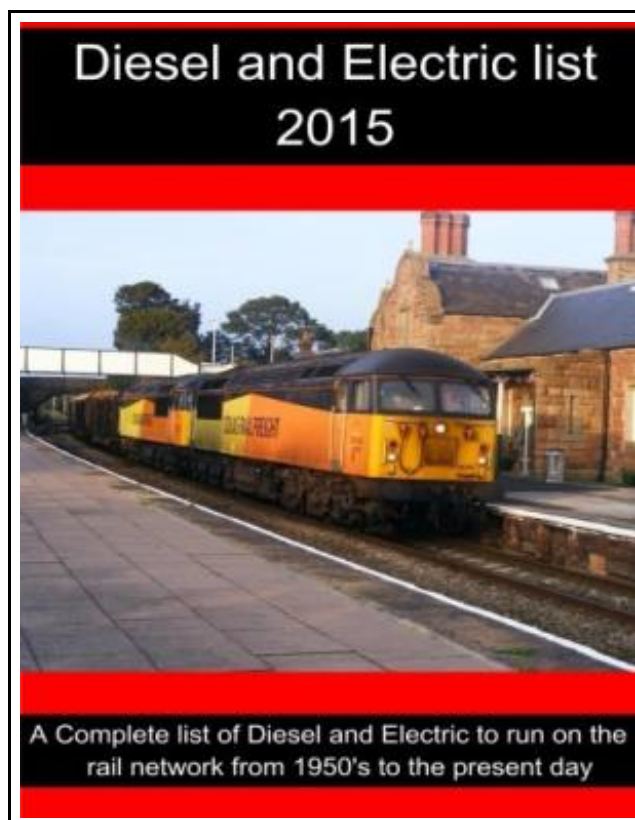 Diesel and Electric list
2015
COLAS RAIL FREIGHT
A Complete list of Diesel and Electric to run on the
rail network from 1950's to the present day